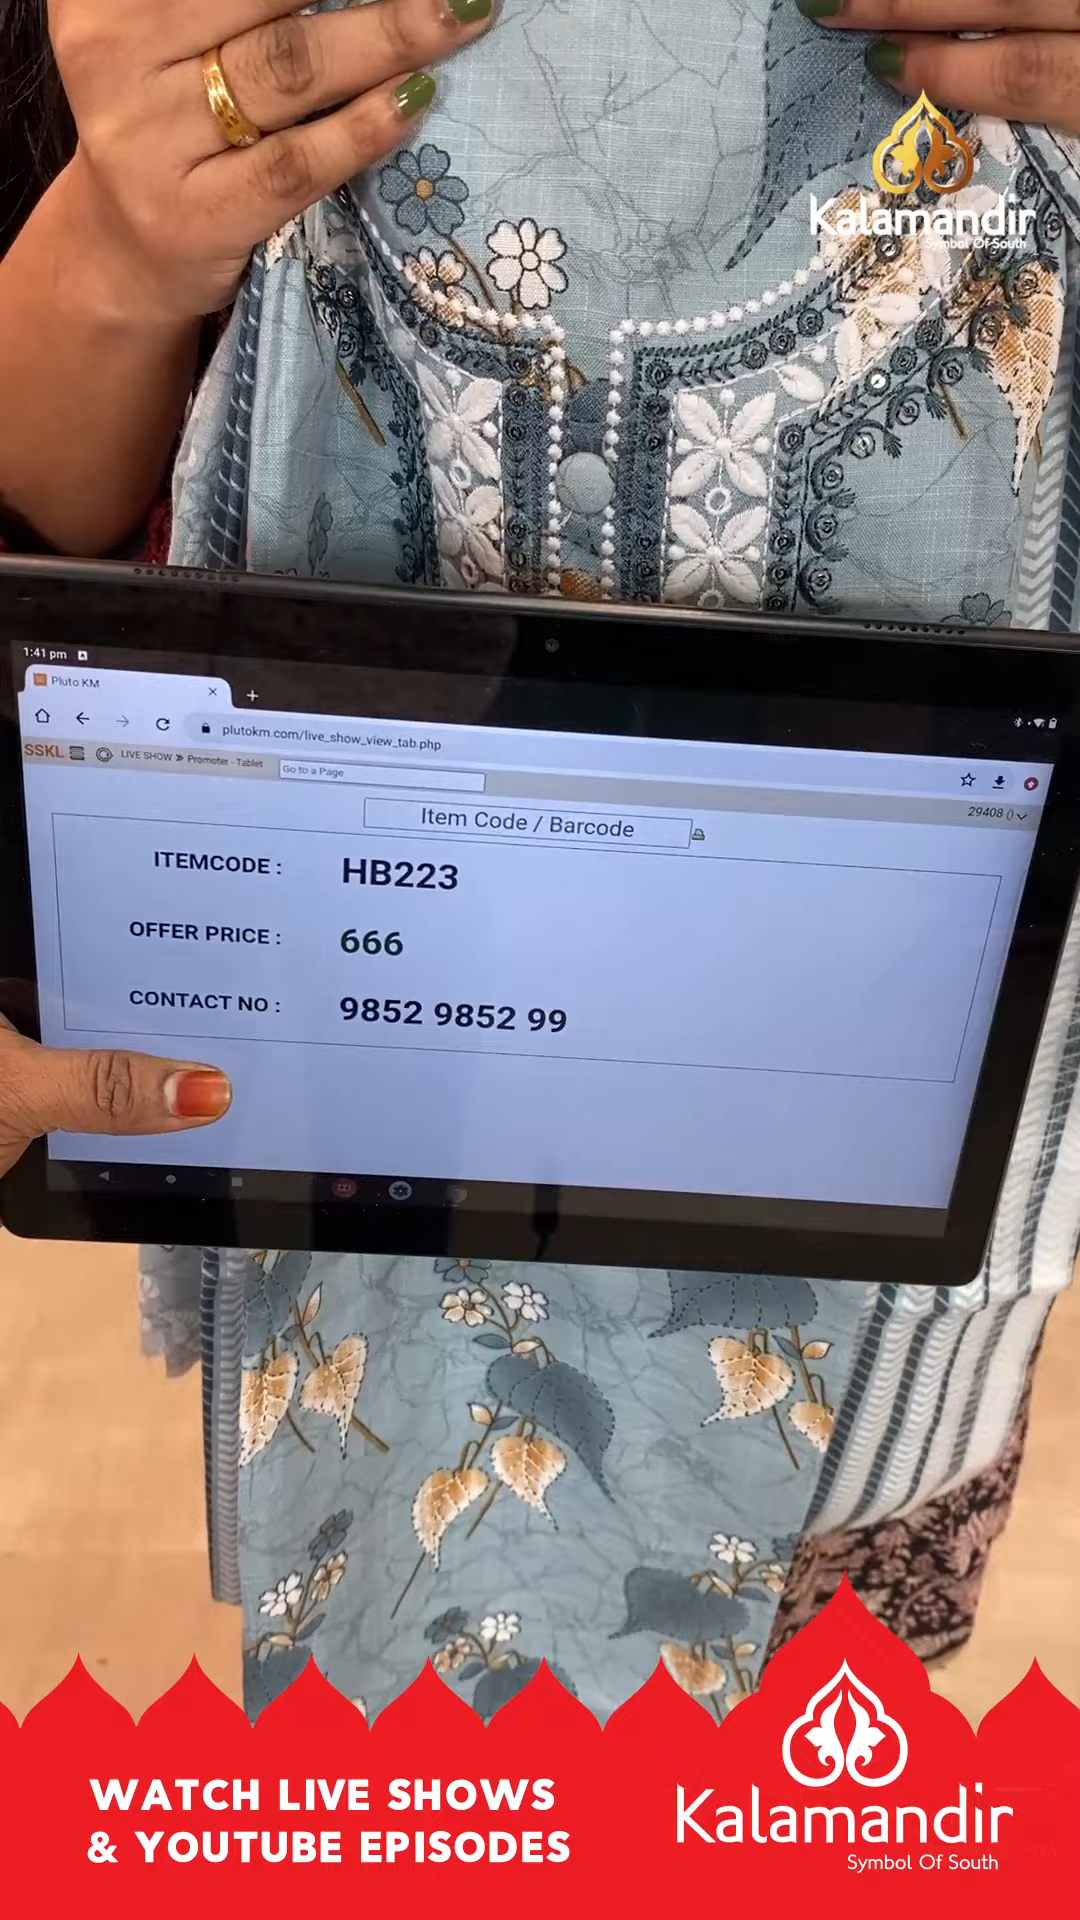 Kalamandir
Symbol Of South
1:41 pm
Pluto KM
plutokm.com/live_show_view_tab.php
SSKL
LIVE SHOW » Promoter - Tablet
Go to a Page
29408 ()
Item Code / Barcode
ITEMCODE : HB223
OFFER PRICE : 666
CONTACT NO : 9852 9852 99
WATCH LIVE SHOWS
& YOUTUBE EPISODES
Kalamandir
Symbol Of South